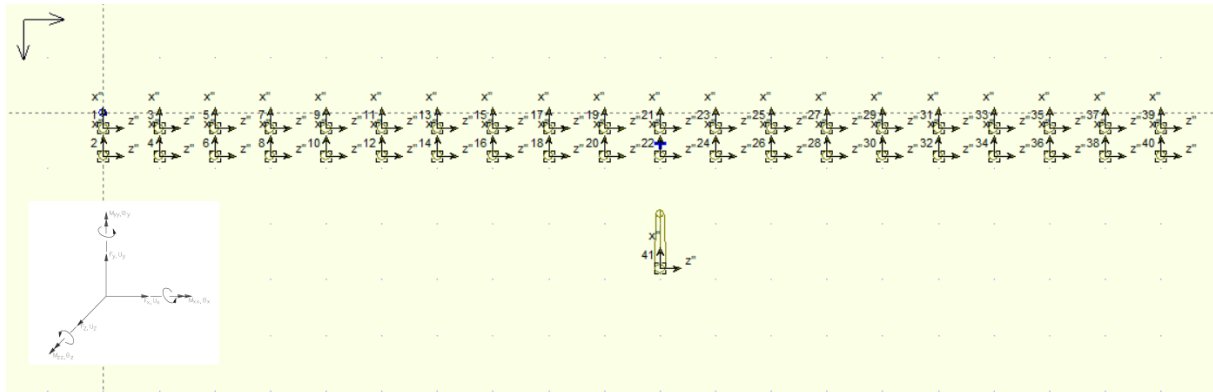 x" x" x" x" x" x" x" x" x" x" x" x" x" x" x" x" x" x" x" x"
1 z" 3 z" 5 z" 7 z" 9 z" 11 z" 13 z" 15 z" 17 z" 19 z" 21 z" 23 z" 25 z" 27 z" 29 z" 31 z" 33 z" 35 z" 37 z" 39 z"
2 z" 4 z" 6 z" 8 z" 10 z" 12 z" 14 z" 16 z" 18 z" 20 z" 22 z" 24 z" 26 z" 28 z" 30 z" 32 z" 34 z" 36 z" 38 z" 40 z"
x"
41 z"